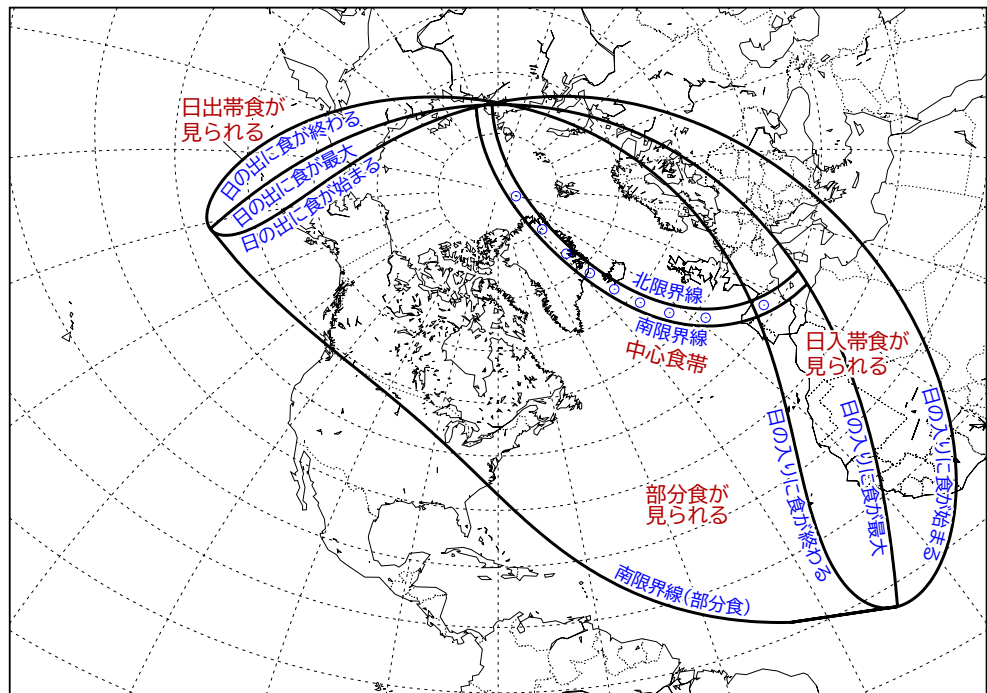 日出帯食が
見られる
日の出に食が終わる
日の出に食が最大
日の出に食が始まる
北限界線
南限界線
中心食帯
日入帯食が
見られる
日の入りに食が終わる
日の入りに食が最大
日の入りに食が始まる
部分食が
見られる
南限界線(部分食)